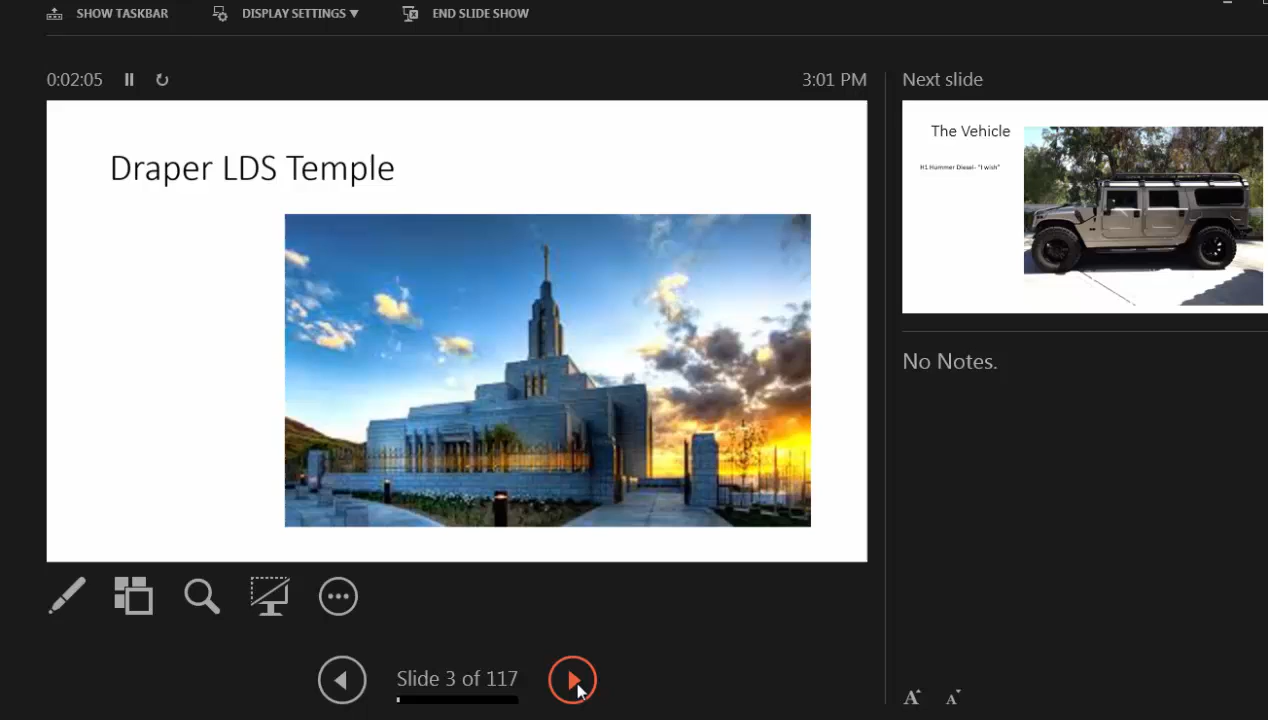 SHOW TASKBAR DISPLAY SETTINGS ▼ END SLIDE SHOW
0:02:05 3:01 PM
Draper LDS Temple
Next slide
The Vehicle
H1 Hummer Diesel- "I wish"
No Notes.
Slide 3 of 117
A A